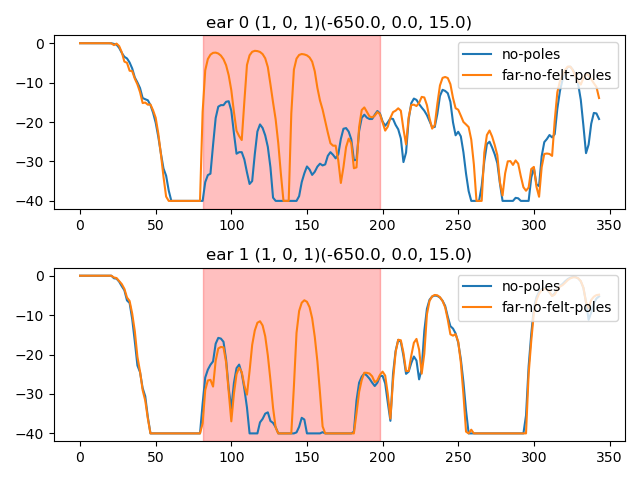 ear 0 (1, 0, 1)(-650.0, 0.0, 15.0)
0
−10
−20
−30
−40
no-poles
far-no-felt-poles
0 50 100 150 200 250 300 350
ear 1 (1, 0, 1)(-650.0, 0.0, 15.0)
0
−10
−20
−30
−40
no-poles
far-no-felt-poles
0 50 100 150 200 250 300 350